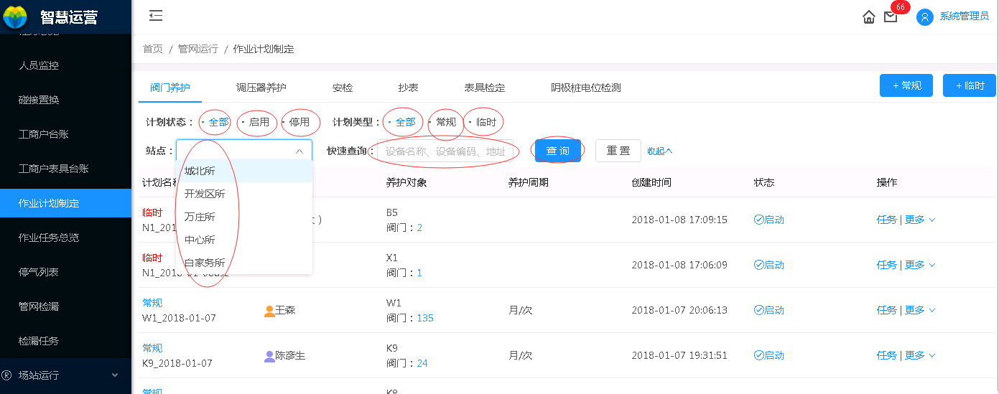 智慧运营
66
系统管理员
人员监控
碰接置换
工商户台账
工商户表具台账
作业计划制定
作业任务总览
停气列表
管网检漏
检漏任务
® 场站运行
首页 / 管网运行 / 作业计划制定
阀门养护 调压器养护 安检 抄表 表具检定 阴极桩电位检测
+ 常规 + 临时
计划状态： · 全部 · 启用 · 停用 计划类型： · 全部 · 常规 · 临时
站点： 快速查询： 设备名称、设备编码、地址 查 询 重 置 收起
城北所
开发区所
万庄所
中心所
白家务所
计划名 养护对象 养护周期 创建时间 状态 操作
临时 B5
N1_201 ) 阀门：2 2018-01-08 17:09:15 启动 任务 | 更多
临时 X1
阀门：1 2018-01-08 17:06:09 启动 任务 | 更多
常规 W1
W1_2018-01-07 王森 阀门：135 月/次 2018-01-07 20:06:13 启动 任务 | 更多
常规 K9
K9_2018-01-07 陈彦生 阀门：24 月/次 2018-01-07 19:31:51 启动 任务 | 更多
常规 K8